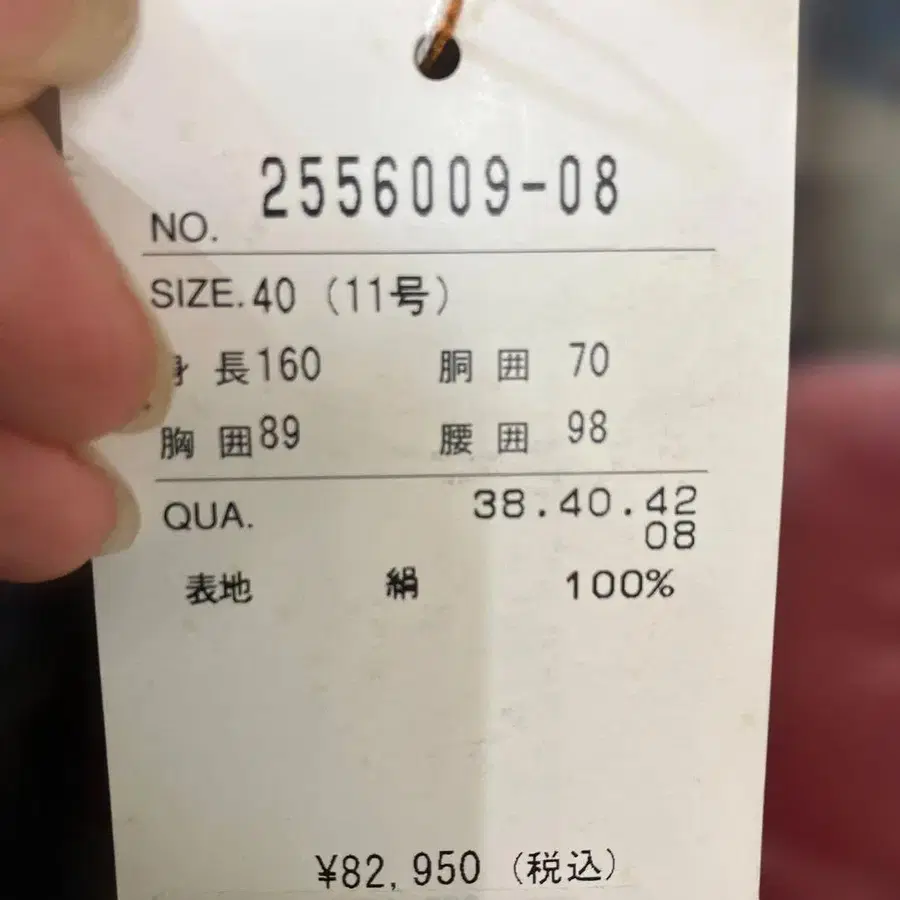 NO. 2556009-08
SIZE. 40 (11号)
身長160 胴囲 70
胸囲89 腰囲 98
QUA. 38.40.42
08
表地 絹 100%
¥82,950 (税込)